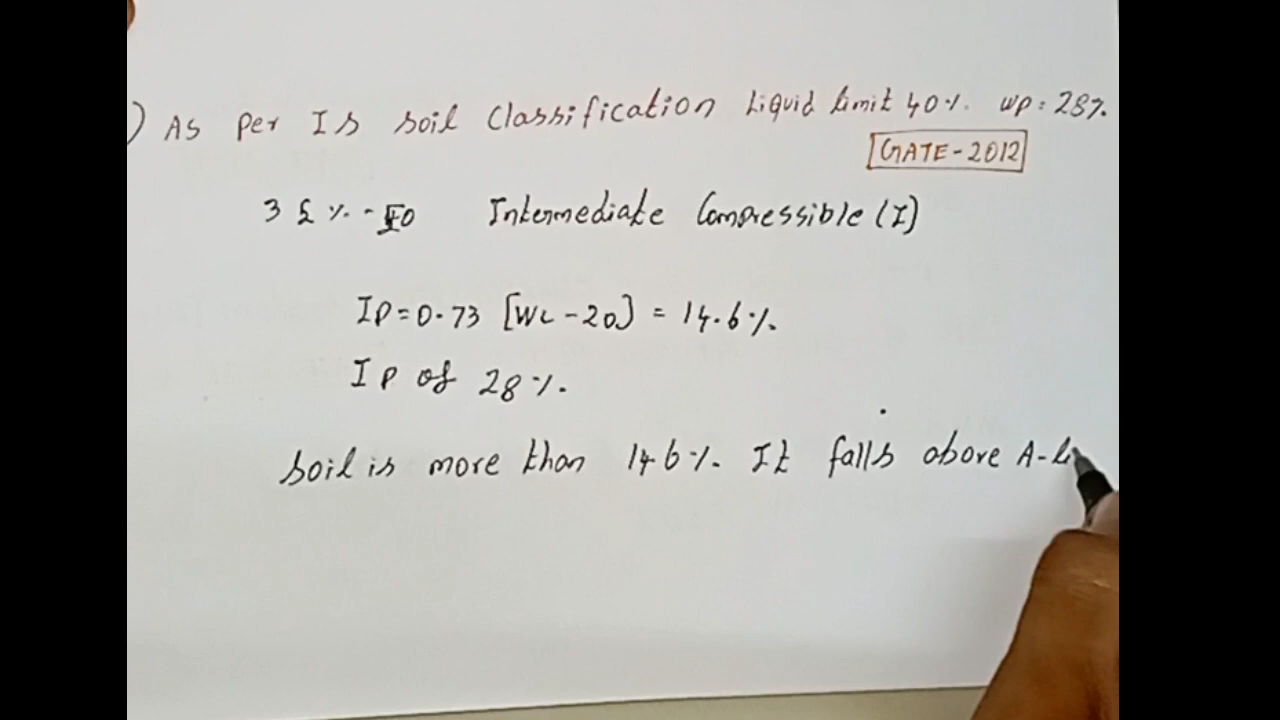 ) As per Is soil classification Liquid limit 40%. wp = 28%.
GATE-2012
35% - 50 Intermediate Compressible (I)
IP = 0.73 [WL - 20] = 14.6%.
IP of 28%.
soil is more than 14.6%. It falls above A-li